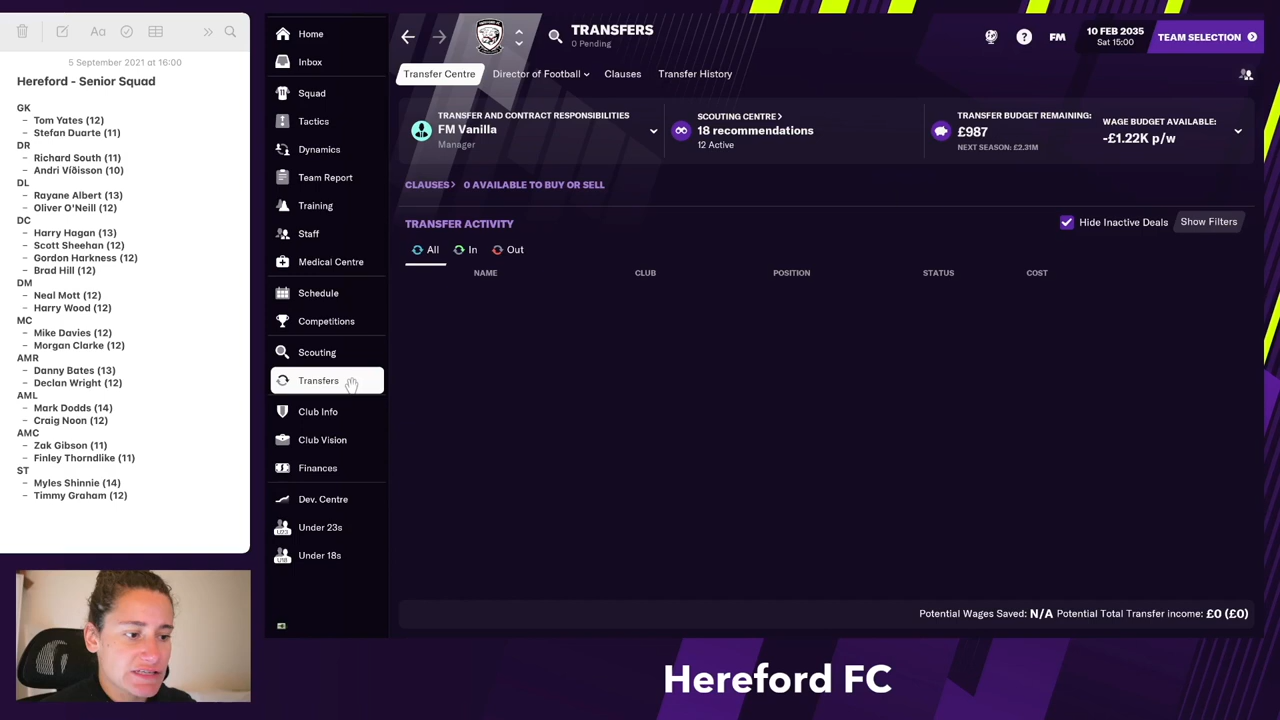 5 September 2021 at 16:00
Hereford - Senior Squad
GK
– Tom Yates (12)
– Stefan Duarte (11)
DR
– Richard South (11)
– Andri Víðisson (10)
DL
– Rayane Albert (13)
– Oliver O'Neill (12)
DC
– Harry Hagan (13)
– Scott Sheehan (12)
– Gordon Harkness (12)
– Brad Hill (12)
DM
– Neal Mott (12)
– Harry Wood (12)
MC
– Mike Davies (12)
– Morgan Clarke (12)
AMR
– Danny Bates (13)
– Declan Wright (12)
AML
– Mark Dodds (14)
– Craig Noon (12)
AMC
– Zak Gibson (11)
– Finley Thorndlike (11)
ST
– Myles Shinnie (14)
– Timmy Graham (12)
Aa
Home
Inbox
Squad
Tactics
Dynamics
Team Report
Training
Staff
Medical Centre
Schedule
Competitions
Scouting
Transfers
Club Info
Club Vision
Finances
Dev. Centre
Under 23s
Under 18s
TRANSFERS
0 Pending
FM
10 FEB 2035
Sat 15:00
TEAM SELECTION
Transfer Centre
Director of Football
Clauses
Transfer History
TRANSFER AND CONTRACT RESPONSIBILITIES
FM Vanilla
Manager
SCOUTING CENTRE >
18 recommendations
12 Active
TRANSFER BUDGET REMAINING:
£987
NEXT SEASON: £2.31M
WAGE BUDGET AVAILABLE:
-£1.22K p/w
CLAUSES > 0 AVAILABLE TO BUY OR SELL
TRANSFER ACTIVITY
Hide Inactive Deals
Show Filters
All In Out
NAME CLUB POSITION STATUS COST
Potential Wages Saved: N/A Potential Total Transfer income: £0 (£0)
Hereford FC